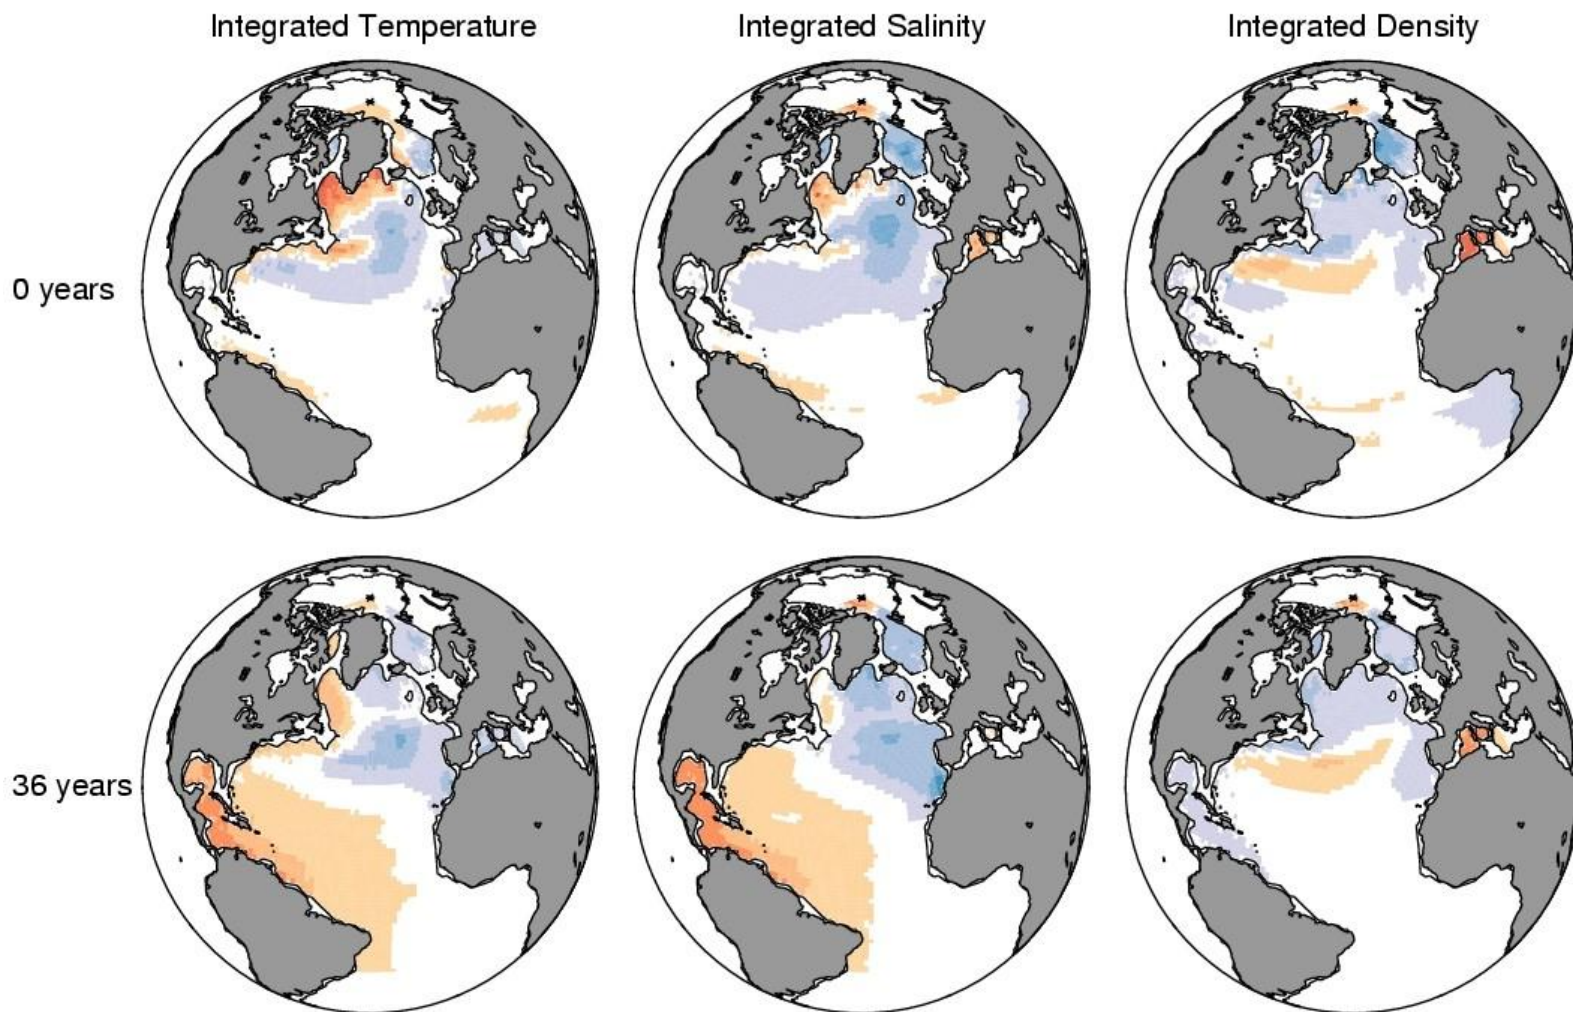 Integrated Temperature
Integrated Salinity
Integrated Density
0 years
36 years